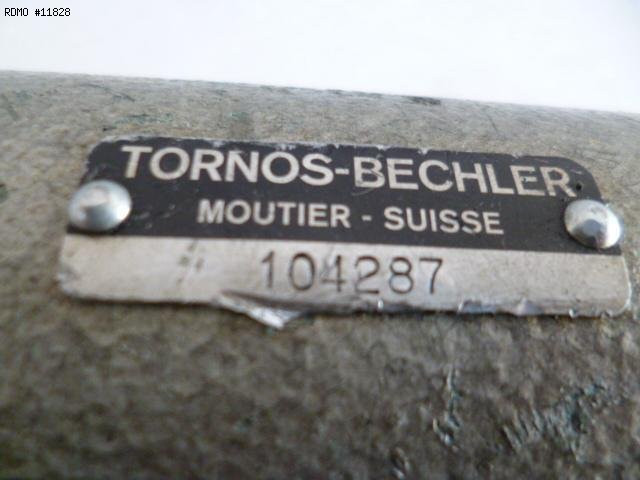 RDMO #11828
TORNOS-BECHLER
MOUTIER - SUISSE
104287